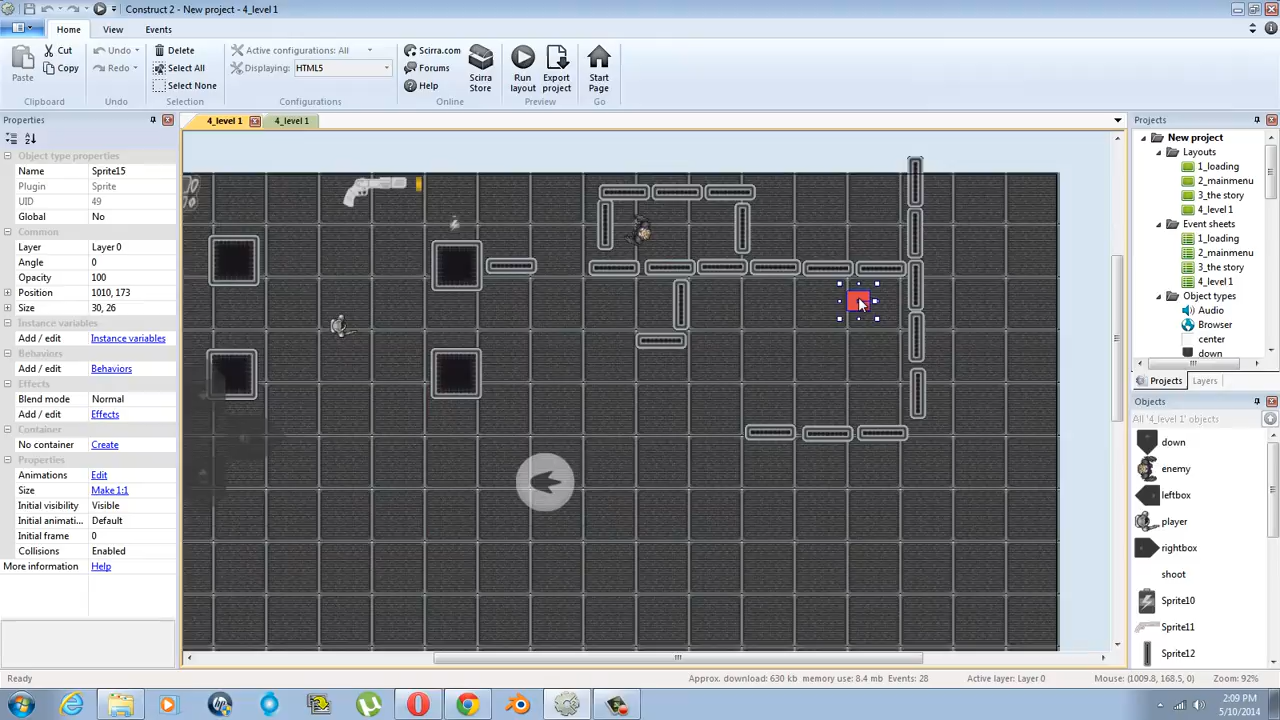 Construct 2 - New project - 4_level 1
Home
View
Events
Paste
Cut
Copy
Clipboard
Undo
Redo
Undo
Delete
Select All
Select None
Selection
Active configurations: All
Displaying: HTML5
Configurations
Scirra.com
Forums
Help
Scirra Store
Online
Run layout
Export project
Preview
Start Page
Go
Properties
4_level 1
4_level 1
Object type properties
Name Sprite15
Plugin Sprite
UID 49
Global No
Common
Layer Layer 0
Angle 0
Opacity 100
Position 1010, 173
Size 30, 26
Instance variables
Add / edit Instance variables
Behaviors
Add / edit Behaviors
Effects
Blend mode Normal
Add / edit Effects
Container
No container Create
Properties
Animations Edit
Size Make 1:1
Initial visibility Visible
Initial animati... Default
Initial frame 0
Collisions Enabled
More information Help
Projects
New project
Layouts
1_loading
2_mainmenu
3_the story
4_level 1
Event sheets
1_loading
2_mainmenu
3_the story
4_level 1
Object types
Audio
Browser
center
down
Projects
Layers
Objects
All '4_level 1' objects
down
enemy
leftbox
player
rightbox
shoot
Sprite10
Sprite11
Sprite12
Ready
Approx. download: 630 kb
memory use: 8.4 mb
Events: 28
Active layer: Layer 0
Mouse: (1009.8, 168.5, 0)
Zoom: 92%
2:09 PM
5/10/2014